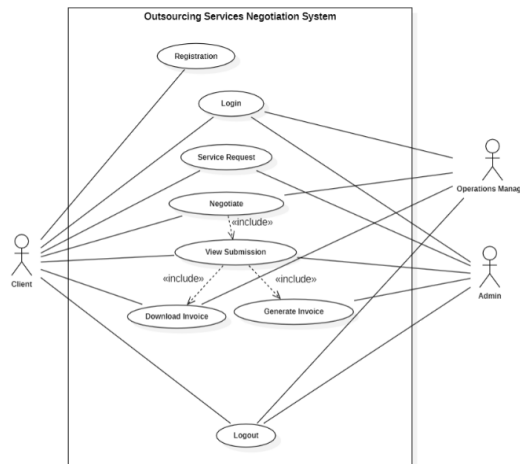 Outsourcing Services Negotiation System
Registration
Login
Service Request
Operations Manag
Negotiate
«include»
View Submission
Client
«include»
«include»
Admin
Download Invoice
Generate Invoice
Logout